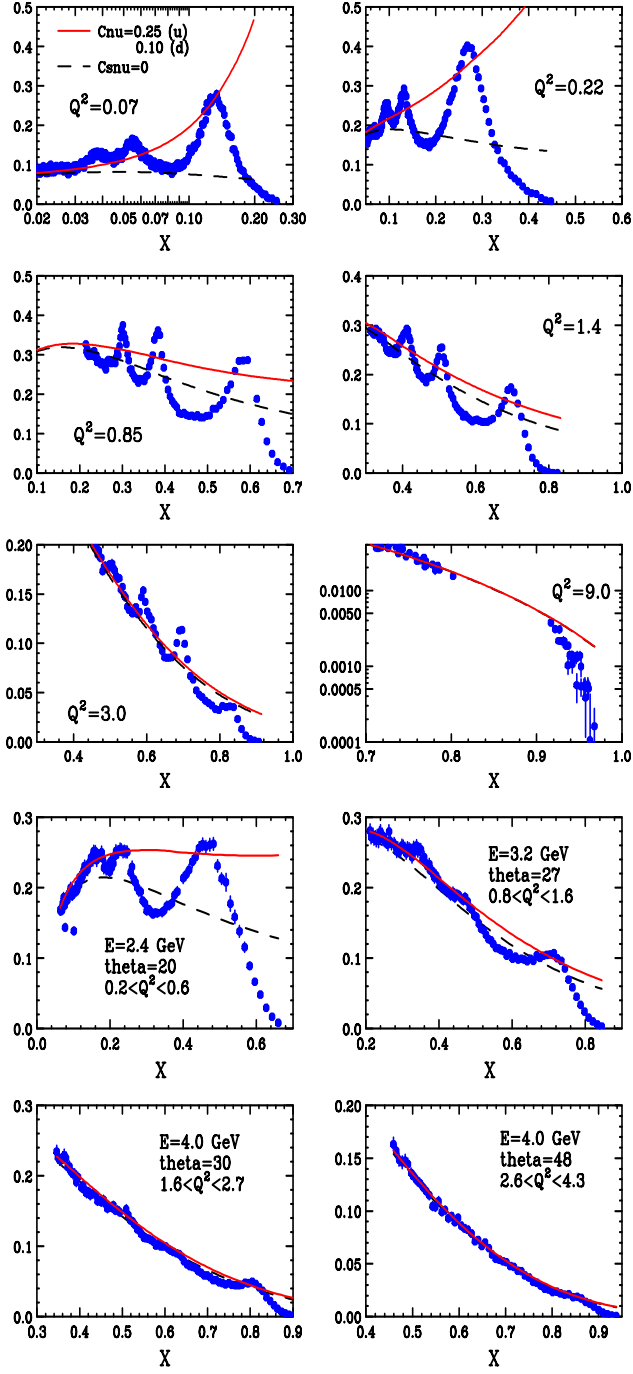 0.5
0.4
0.3
0.2
0.1
0.0
Cnu=0.25 (u)
0.10 (d)
Csnu=0
Q²=0.07
0.02 0.03 0.05 0.07 0.10 0.20 0.30
X
0.5
0.4
0.3
0.2
0.1
0.0
Q²=0.22
0.1 0.2 0.3 0.4 0.5 0.6
X
0.5
0.4
0.3
0.2
0.1
0.0
Q²=0.85
0.1 0.2 0.3 0.4 0.5 0.6 0.7
X
0.4
0.3
0.2
0.1
0.0
Q²=1.4
0.4 0.6 0.8 1.0
X
0.20
0.15
0.10
0.05
0.00
Q²=3.0
0.4 0.6 0.8 1.0
X
0.0100
0.0050
0.0010
0.0005
0.0001
Q²=9.0
0.7 0.8 0.9 1.0
X
0.3
0.2
0.1
0.0
E=2.4 GeV
theta=20
0.2<Q²<0.6
0.0 0.2 0.4 0.6
X
0.3
0.2
0.1
0.0
E=3.2 GeV
theta=27
0.8<Q²<1.6
0.2 0.3 0.4 0.5 0.6 0.7 0.8 0.9
X
0.3
0.2
0.1
0.0
E=4.0 GeV
theta=30
1.6<Q²<2.7
0.3 0.4 0.5 0.6 0.7 0.8 0.9
X
0.20
0.15
0.10
0.05
0.00
E=4.0 GeV
theta=48
2.6<Q²<4.3
0.4 0.5 0.6 0.7 0.8 0.9
X